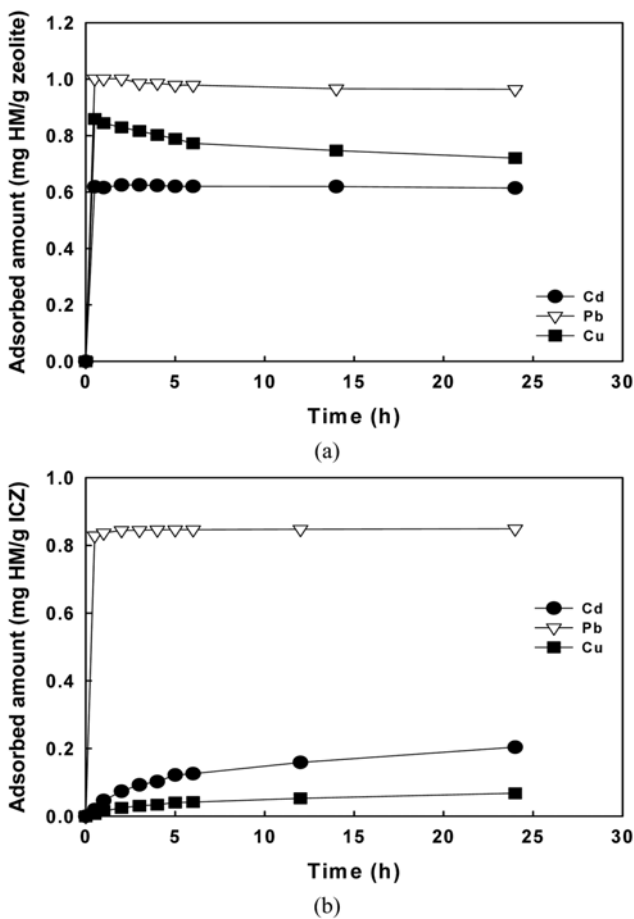 Adsorbed amount (mg HM/g zeolite)
1.2
1.0
0.8
0.6
0.4
0.2
0.0
Cd
Pb
Cu
0 5 10 15 20 25 30
Time (h)
(a)
Adsorbed amount (mg HM/g ICZ)
1.0
0.8
0.6
0.4
0.2
0.0
Cd
Pb
Cu
0 5 10 15 20 25 30
Time (h)
(b)